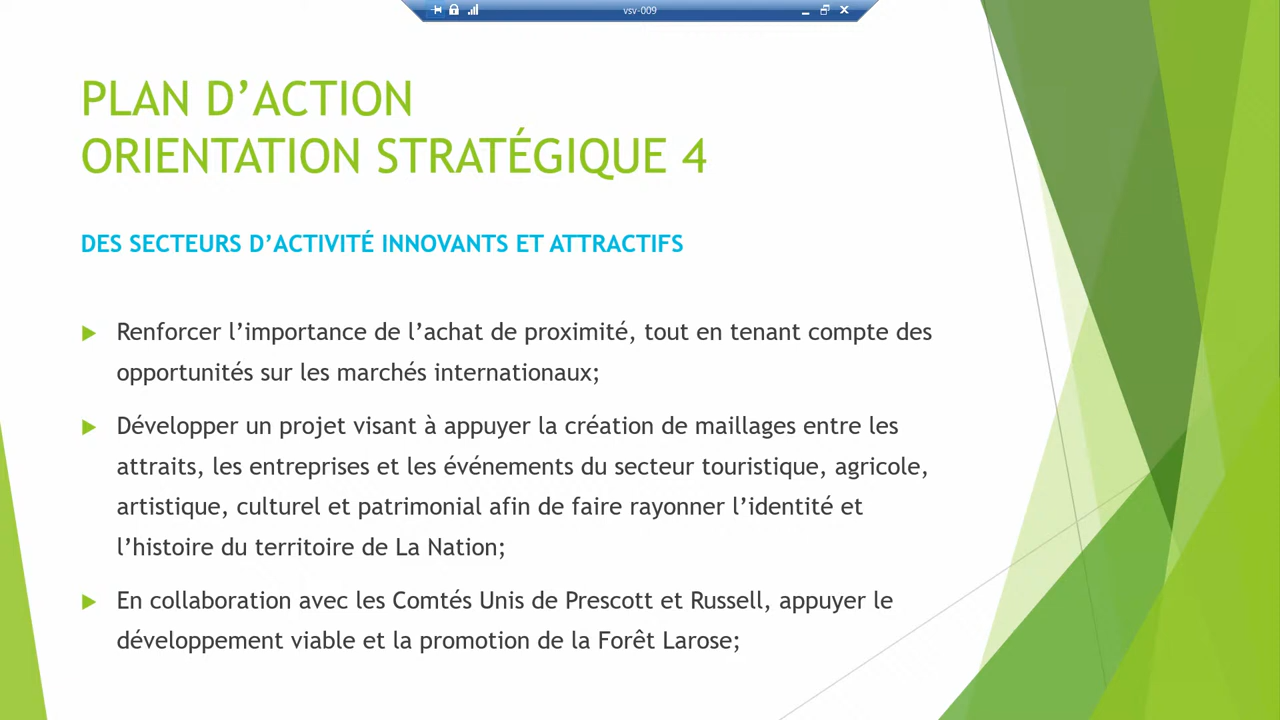 vsv-009
PLAN D’ACTION
ORIENTATION STRATÉGIQUE 4
DES SECTEURS D’ACTIVITÉ INNOVANTS ET ATTRACTIFS
Renforcer l’importance de l’achat de proximité, tout en tenant compte des
opportunités sur les marchés internationaux;
Développer un projet visant à appuyer la création de maillages entre les
attraits, les entreprises et les événements du secteur touristique, agricole,
artistique, culturel et patrimonial afin de faire rayonner l’identité et
l’histoire du territoire de La Nation;
En collaboration avec les Comtés Unis de Prescott et Russell, appuyer le
développement viable et la promotion de la Forêt Larose;